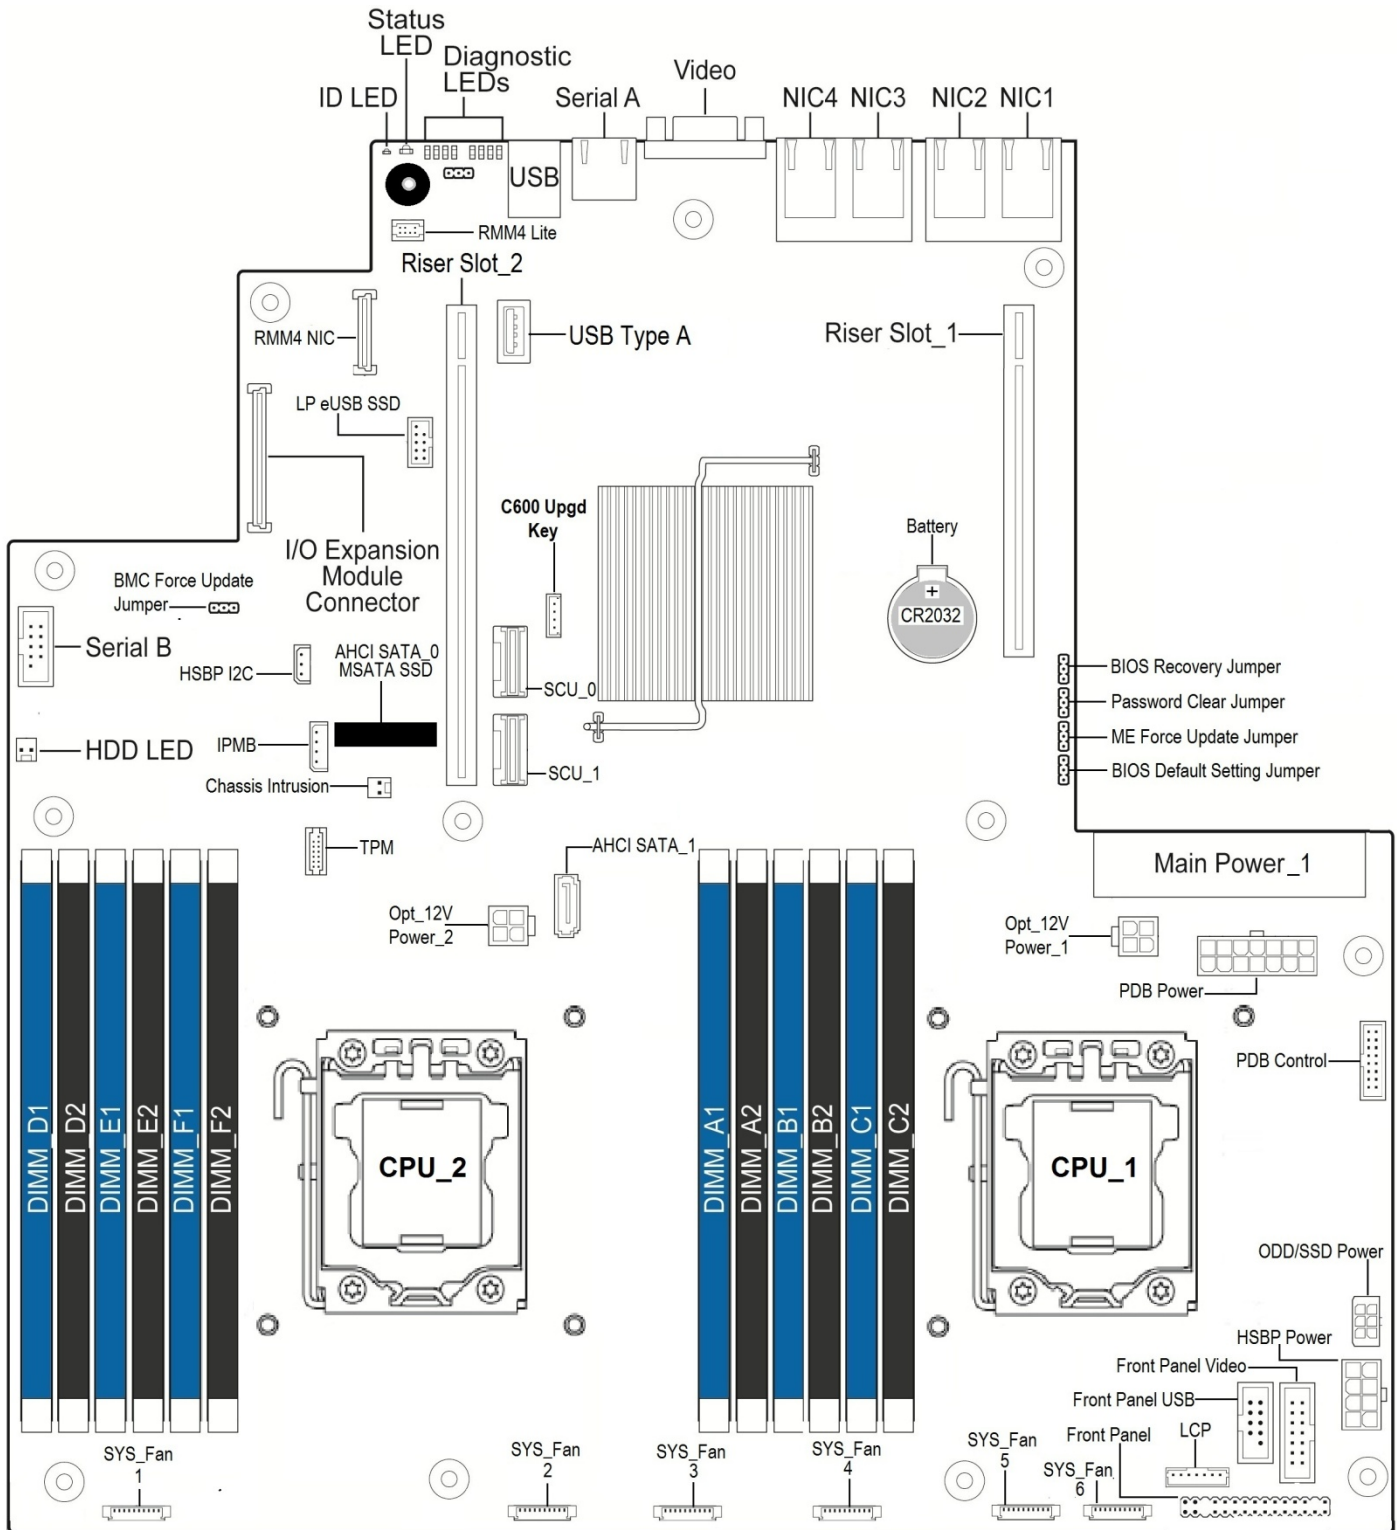 Status
LED
Diagnostic
LEDs
ID LED
Serial A
Video
NIC4
NIC3
NIC2
NIC1
USB
RMM4 Lite
Riser Slot_2
RMM4 NIC
USB Type A
Riser Slot_1
LP eUSB SSD
C600 Upgd
Key
I/O Expansion
Module
Connector
Battery
+
CR2032
BMC Force Update
Jumper
Serial B
HSBP I2C
AHCI SATA_0
MSATA SSD
SCU_0
BIOS Recovery Jumper
Password Clear Jumper
ME Force Update Jumper
BIOS Default Setting Jumper
HDD LED
IPMB
SCU_1
Chassis Intrusion
TPM
AHCI SATA_1
Main Power_1
Opt_12V
Power_2
Opt_12V
Power_1
PDB Power
PDB Control
DIMM_D1
DIMM_D2
DIMM_E1
DIMM_E2
DIMM_F1
DIMM_F2
CPU_2
DIMM_A1
DIMM_A2
DIMM_B1
DIMM_B2
DIMM_C1
DIMM_C2
CPU_1
ODD/SSD Power
HSBP Power
Front Panel Video
Front Panel USB
Front Panel
LCP
SYS_Fan
1
SYS_Fan
2
SYS_Fan
3
SYS_Fan
4
SYS_Fan
5
SYS_Fan
6